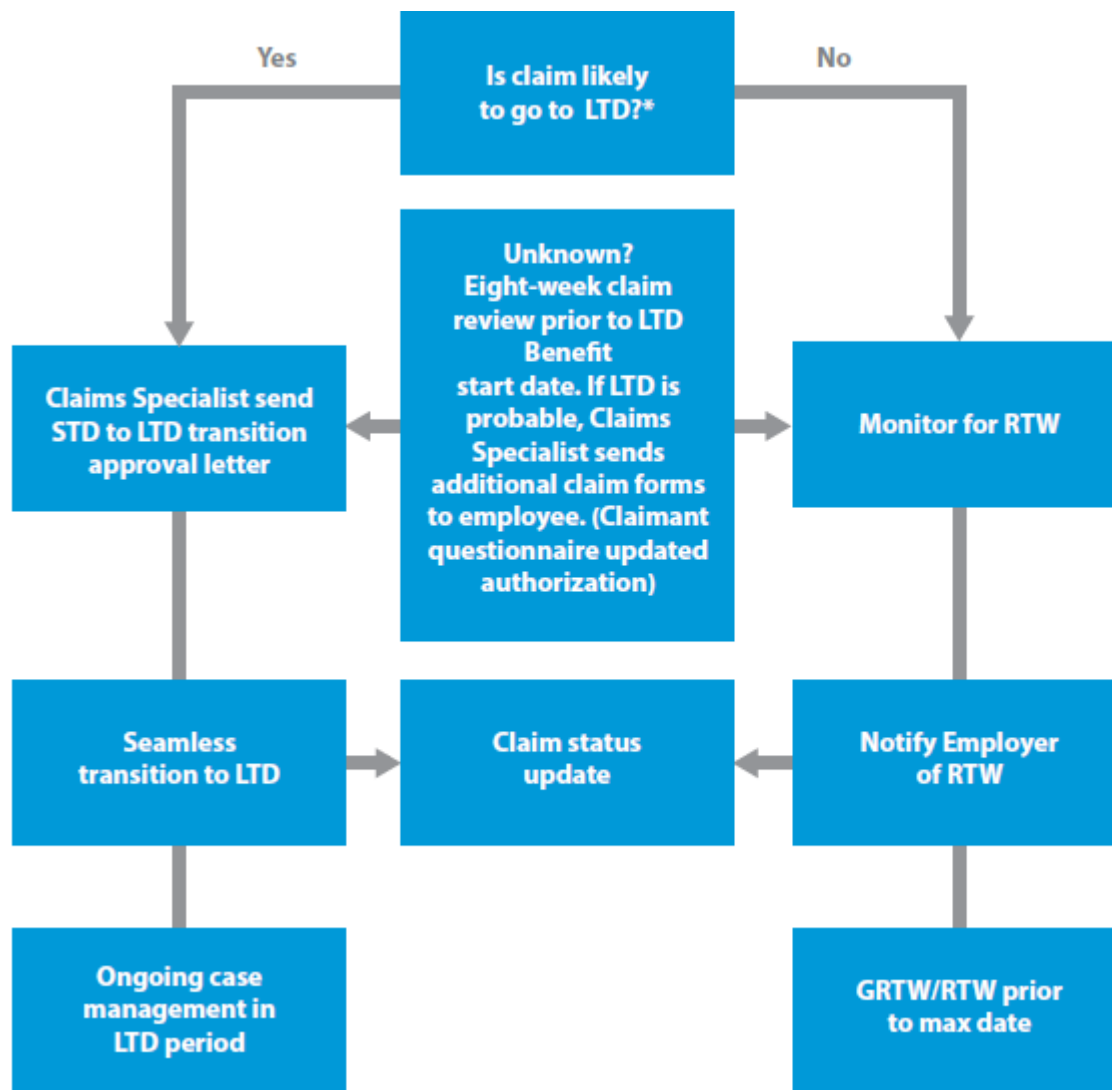 Yes
Is claim likely
to go to LTD?*
No
Unknown?
Eight-week claim
review prior to LTD
Benefit
start date. If LTD is
probable, Claims
Specialist sends
additional claim forms
to employee. (Claimant
questionnaire updated
authorization)
Claims Specialist send
STD to LTD transition
approval letter
Monitor for RTW
Seamless
transition to LTD
Claim status
update
Notify Employer
of RTW
Ongoing case
management in
LTD period
GRTW/RTW prior
to max date